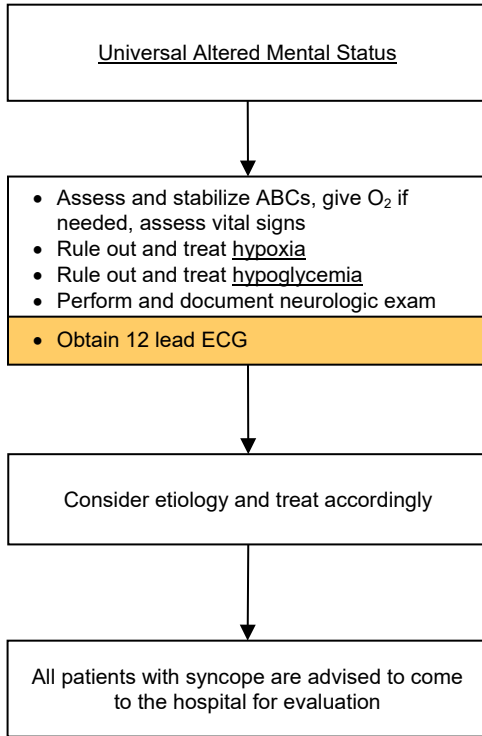 Universal Altered Mental Status
• Assess and stabilize ABCs, give O₂ if
needed, assess vital signs
• Rule out and treat hypoxia
• Rule out and treat hypoglycemia
• Perform and document neurologic exam
• Obtain 12 lead ECG
Consider etiology and treat accordingly
All patients with syncope are advised to come
to the hospital for evaluation